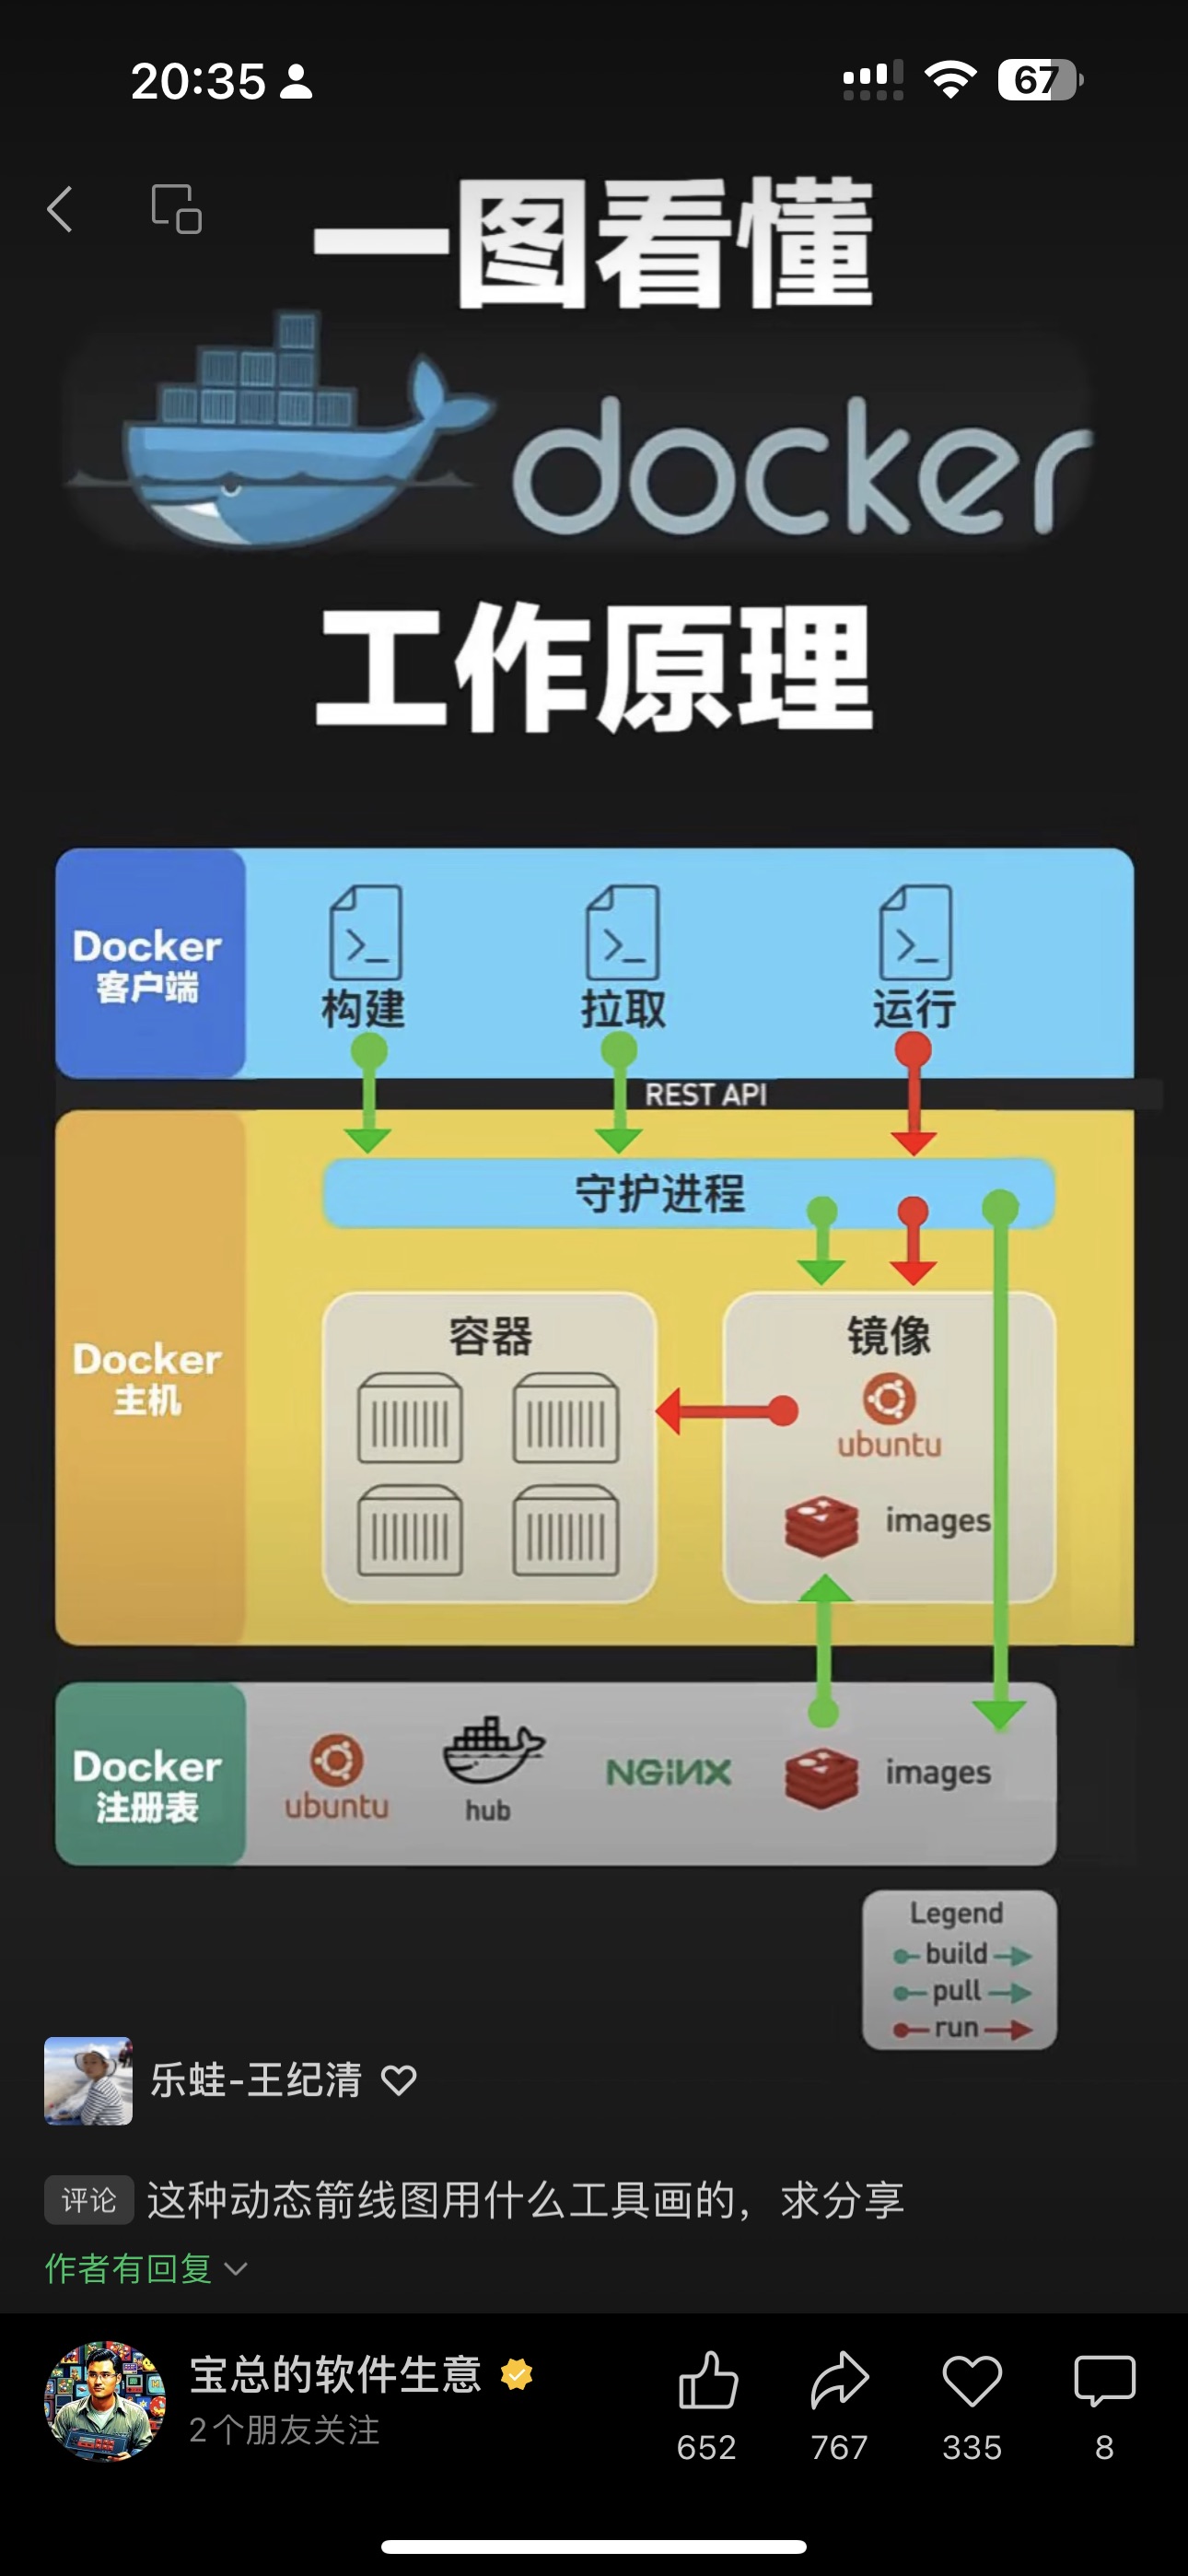 20:35
67
一图看懂
docker
工作原理
Docker
客户端
构建
拉取
运行
REST API
Docker
主机
守护进程
容器
镜像
ubuntu
images
Docker
注册表
ubuntu
hub
NGiNX
images
Legend
build
pull
run
乐蛙-王纪清
评论 这种动态箭线图用什么工具画的，求分享
作者有回复
宝总的软件生意
2个朋友关注
652
767
335
8